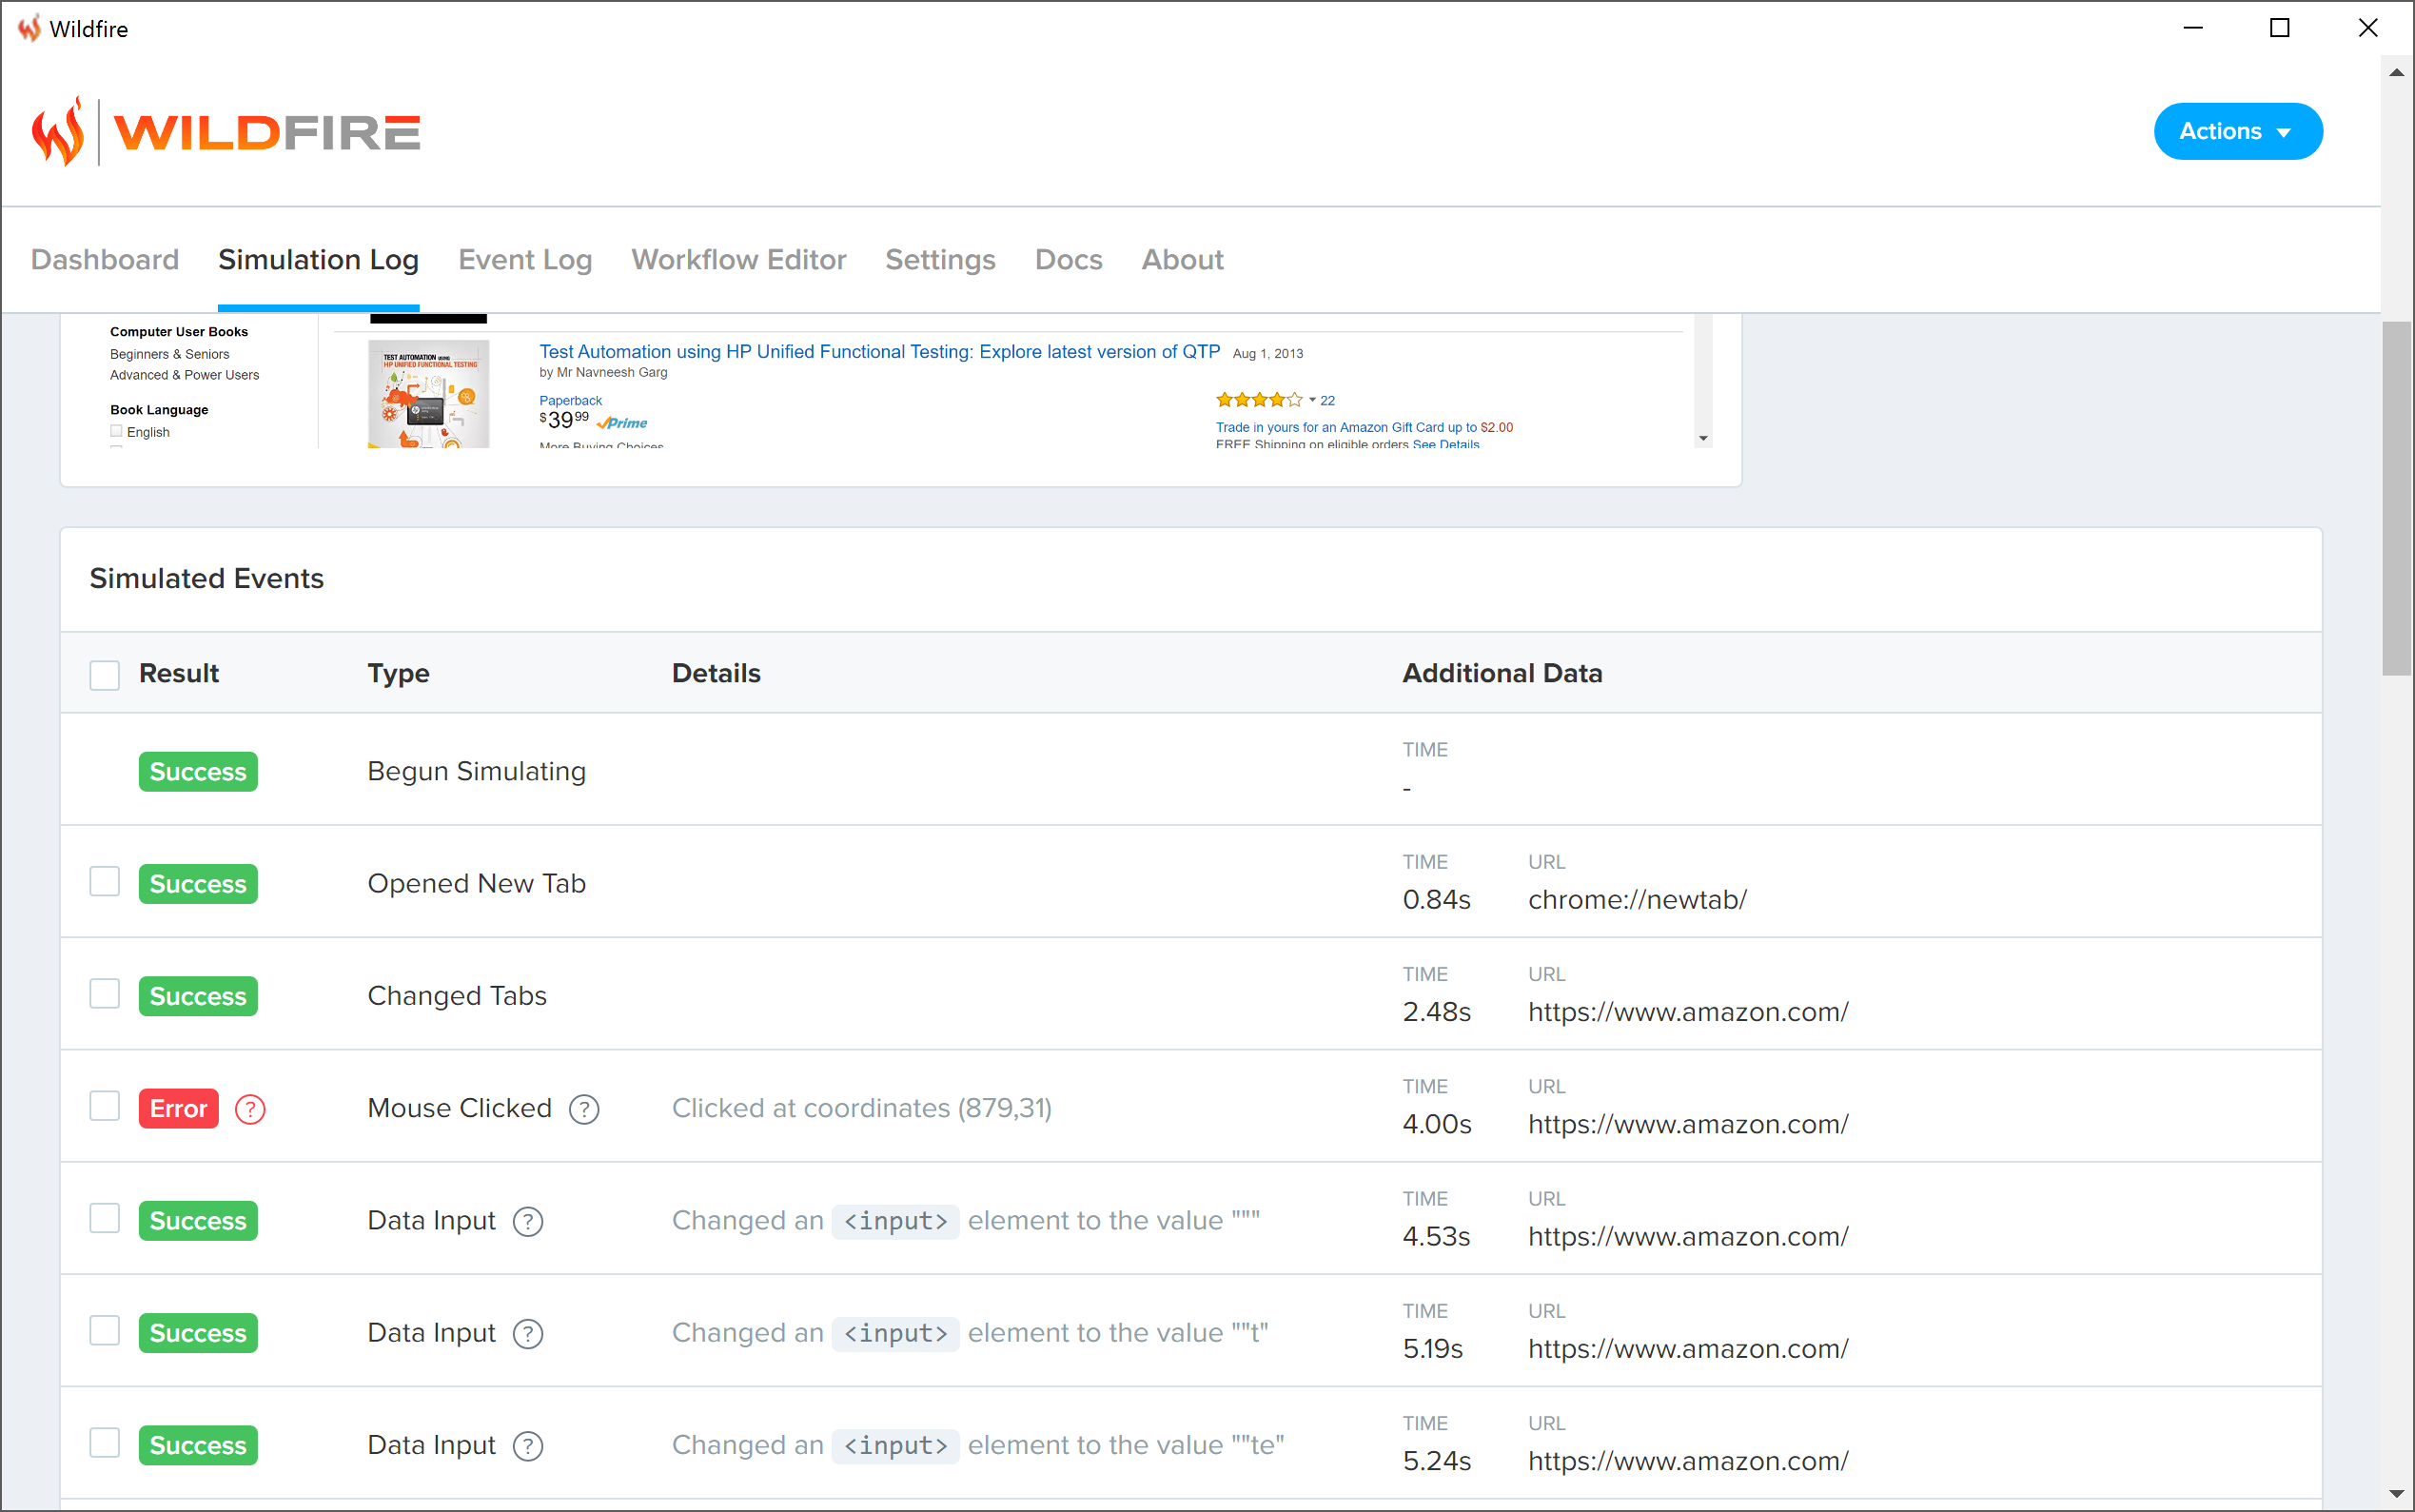 Wildfire
WILDFIRE
Actions
Dashboard Simulation Log Event Log Workflow Editor Settings Docs About
Computer User Books
Beginners & Seniors
Advanced & Power Users
Book Language
English
TEST AUTOMATION USING
HP UNIFIED FUNCTIONAL TESTING
Test Automation using HP Unified Functional Testing: Explore latest version of QTP Aug 1, 2013
by Mr Navneesh Garg
Paperback
$39.99 Prime
More Buying Choices
22
Trade in yours for an Amazon Gift Card up to $2.00
FREE Shipping on eligible orders See Details
Simulated Events
Result Type Details Additional Data
Success Begun Simulating
TIME
-
Success Opened New Tab
TIME URL
0.84s chrome://newtab/
Success Changed Tabs
TIME URL
2.48s https://www.amazon.com/
Error ? Mouse Clicked ? Clicked at coordinates (879,31)
TIME URL
4.00s https://www.amazon.com/
Success Data Input ? Changed an <input> element to the value """
TIME URL
4.53s https://www.amazon.com/
Success Data Input ? Changed an <input> element to the value ""t"
TIME URL
5.19s https://www.amazon.com/
Success Data Input ? Changed an <input> element to the value ""te"
TIME URL
5.24s https://www.amazon.com/